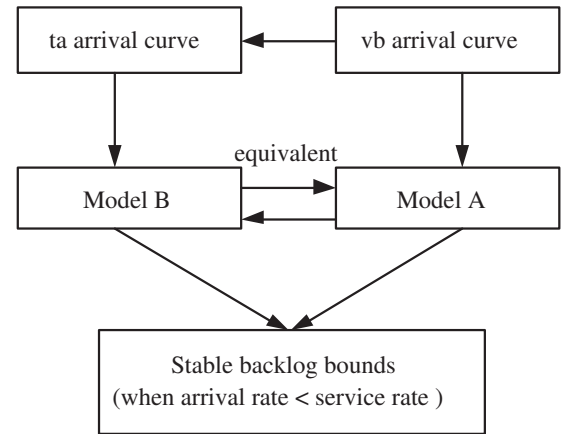 ta arrival curve
vb arrival curve
equivalent
Model B
Model A
Stable backlog bounds
(when arrival rate < service rate )